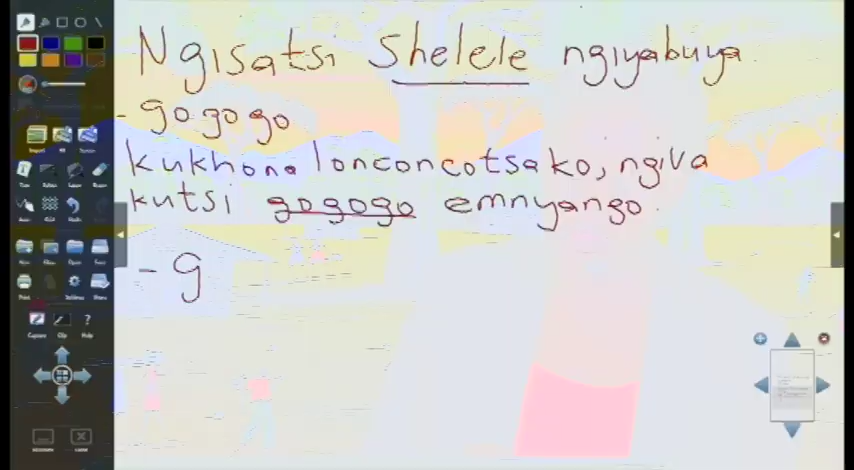 Ngisatsi Shelele ngiyabuya
- gogogo
kukhona lonconcotsako, ngiva
kutsi gogogo emnyango.
- g